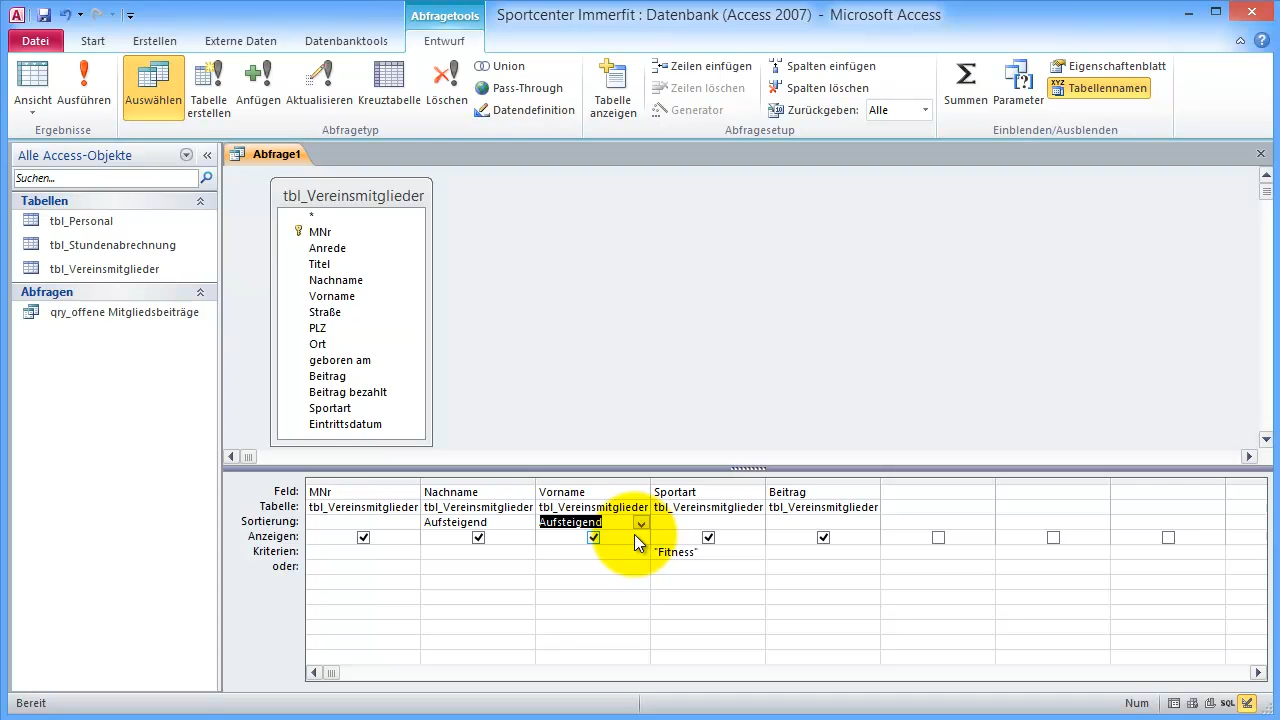 Abfragetools
Sportcenter Immerfit : Datenbank (Access 2007) - Microsoft Access
Datei Start Erstellen Externe Daten Datenbanktools Entwurf
Ansicht Ausführen
Ergebnisse
Auswählen Tabelle erstellen Anfügen Aktualisieren Kreuztabelle Löschen
Union
Pass-Through
Datendefinition
Abfragetyp
Tabelle anzeigen
Zeilen einfügen
Zeilen löschen
Generator
Spalten einfügen
Spalten löschen
Zurückgeben: Alle
Abfragesetup
Summen Parameter
Eigenschaftenblatt
XYZ Tabellennamen
Einblenden/Ausblenden
Alle Access-Objekte
Suchen...
Tabellen
tbl_Personal
tbl_Stundenabrechnung
tbl_Vereinsmitglieder
Abfragen
qry_offene Mitgliedsbeiträge
Abfrage1
tbl_Vereinsmitglieder
*
MNr
Anrede
Titel
Nachname
Vorname
Straße
PLZ
Ort
geboren am
Beitrag
Beitrag bezahlt
Sportart
Eintrittsdatum
Feld: MNr Nachname Vorname Sportart Beitrag
Tabelle: tbl_Vereinsmitglieder tbl_Vereinsmitglieder tbl_Vereinsmitglieder tbl_Vereinsmitglieder tbl_Vereinsmitglieder
Sortierung: Aufsteigend Aufsteigend
Anzeigen:
Kriterien: "Fitness"
oder:
Bereit
Num
SQL